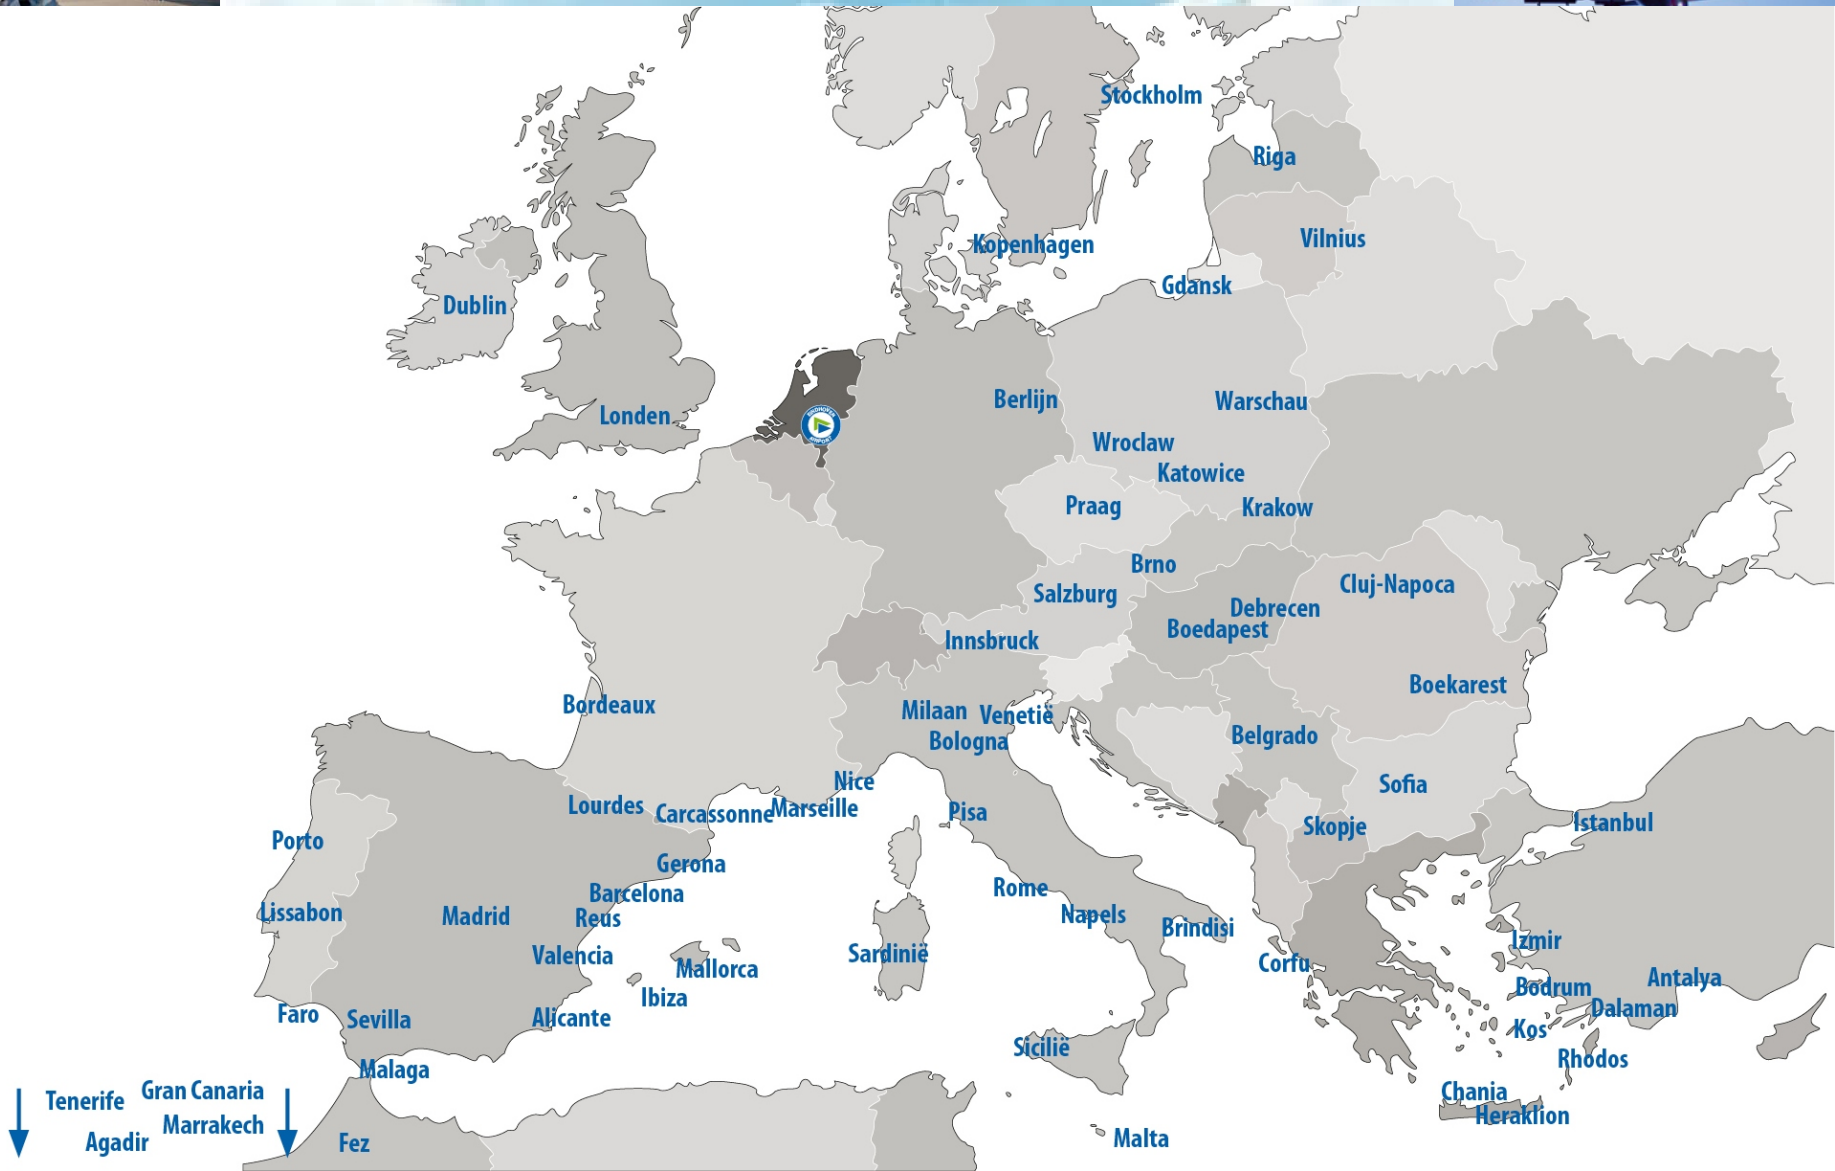 Stockholm
Riga
Vilnius
Kopenhagen
Gdansk
Dublin
Berlijn
Warschau
Londen
EINDHOVEN
AIRPORT
Wroclaw
Katowice
Praag
Krakow
Brno
Cluj-Napoca
Salzburg
Debrecen
Boedapest
Innsbruck
Boekarest
Bordeaux
Milaan
Venetië
Belgrado
Bologna
Nice
Sofia
Lourdes
Carcassonne
Marseille
Pisa
Skopje
Istanbul
Porto
Gerona
Rome
Barcelona
Lissabon
Madrid
Reus
Napels
Brindisi
Izmir
Valencia
Sardinië
Corfu
Mallorca
Antalya
Bodrum
Ibiza
Dalaman
Faro
Sevilla
Alicante
Kos
Sicilië
Rhodos
Malaga
Gran Canaria
Chania
Tenerife
Heraklion
Marrakech
Agadir
Fez
Malta